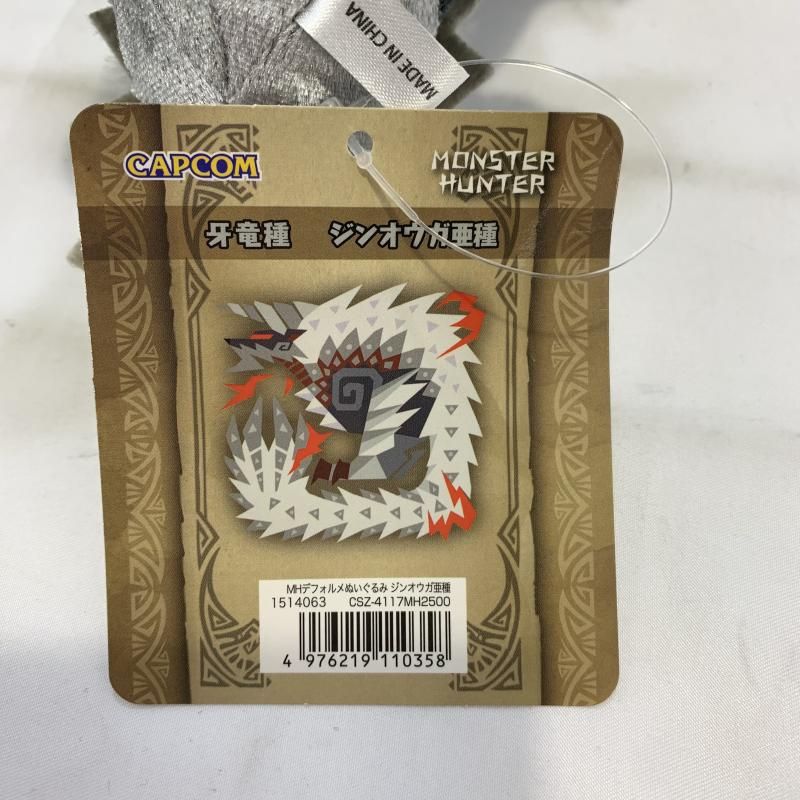 MADE IN CHINA
CAPCOM
MONSTER
HUNTER
牙竜種 ジンオウガ亜種
MHデフォルメぬいぐるみ ジンオウガ亜種
1514063 CSZ-4117MH2500
4 976219 110358